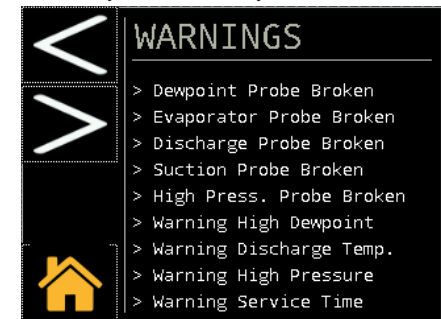 WARNINGS
> Dewpoint Probe Broken
> Evaporator Probe Broken
> Discharge Probe Broken
> Suction Probe Broken
> High Press. Probe Broken
> Warning High Dewpoint
> Warning Discharge Temp.
> Warning High Pressure
> Warning Service Time